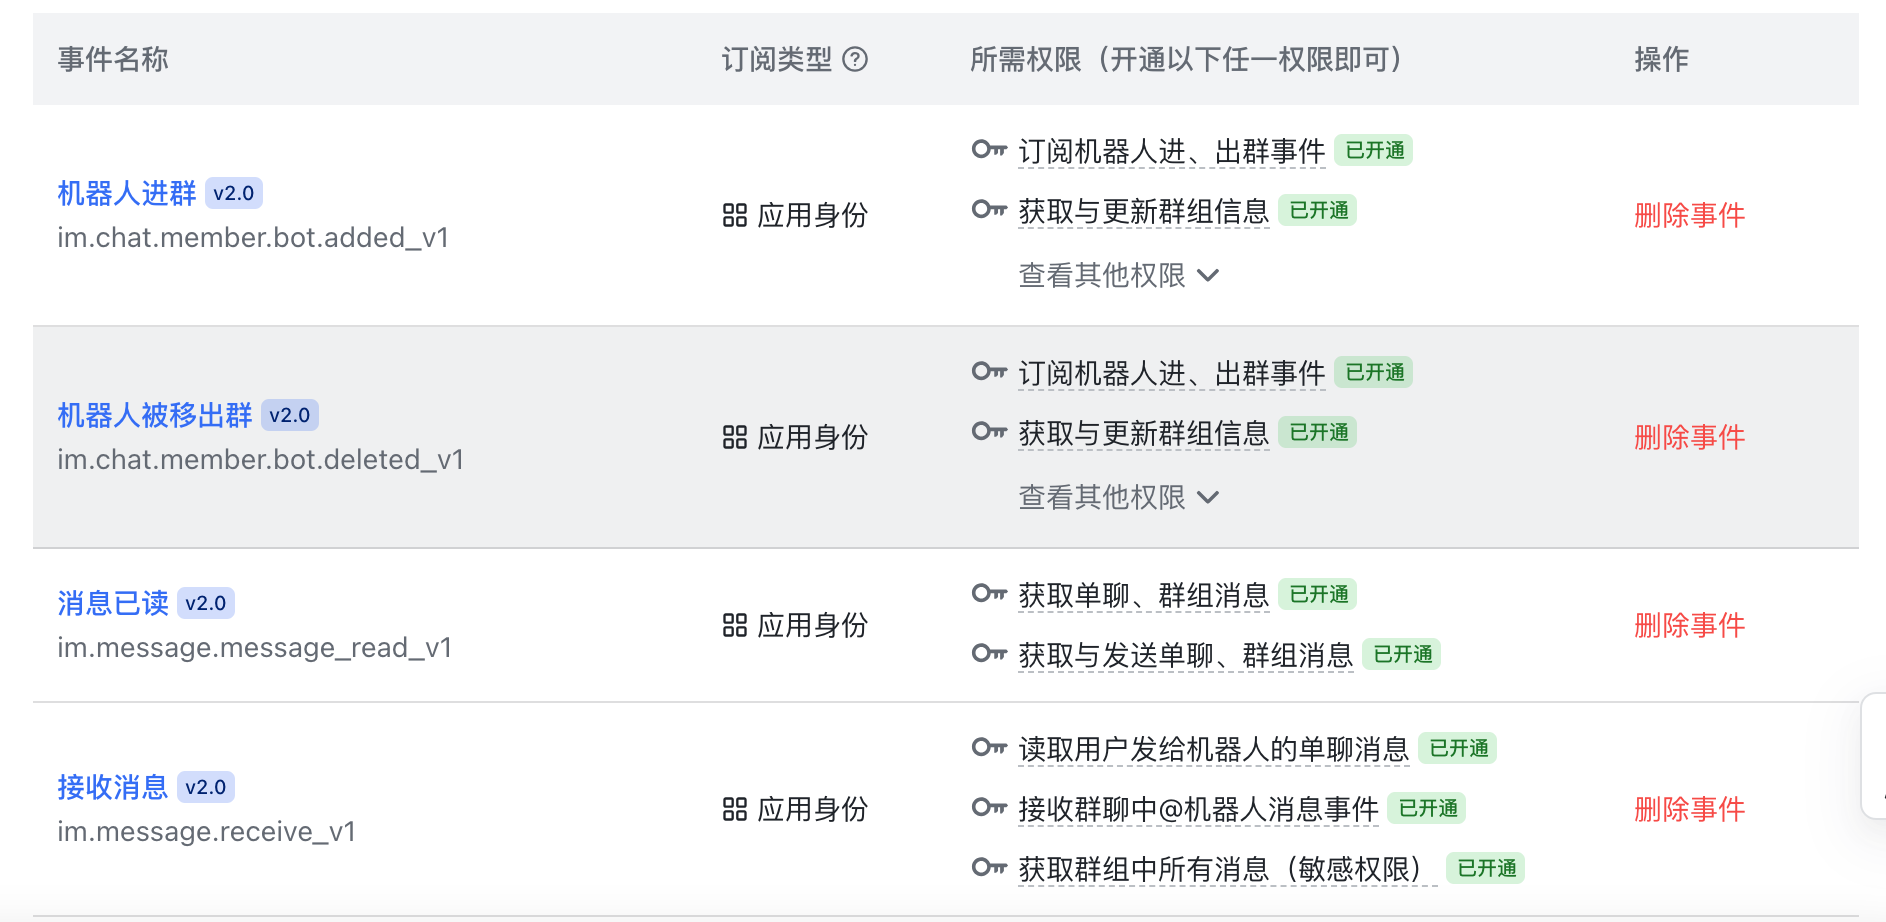 事件名称 订阅类型 所需权限（开通以下任一权限即可） 操作
机器人进群 v2.0
im.chat.member.bot.added_v1
应用身份
订阅机器人进、出群事件 已开通
获取与更新群组信息 已开通
查看其他权限
删除事件
机器人被移出群 v2.0
im.chat.member.bot.deleted_v1
应用身份
订阅机器人进、出群事件 已开通
获取与更新群组信息 已开通
查看其他权限
删除事件
消息已读 v2.0
im.message.message_read_v1
应用身份
获取单聊、群组消息 已开通
获取与发送单聊、群组消息 已开通
删除事件
接收消息 v2.0
im.message.receive_v1
应用身份
读取用户发给机器人的单聊消息 已开通
接收群聊中@机器人消息事件 已开通
获取群组中所有消息（敏感权限） 已开通
删除事件